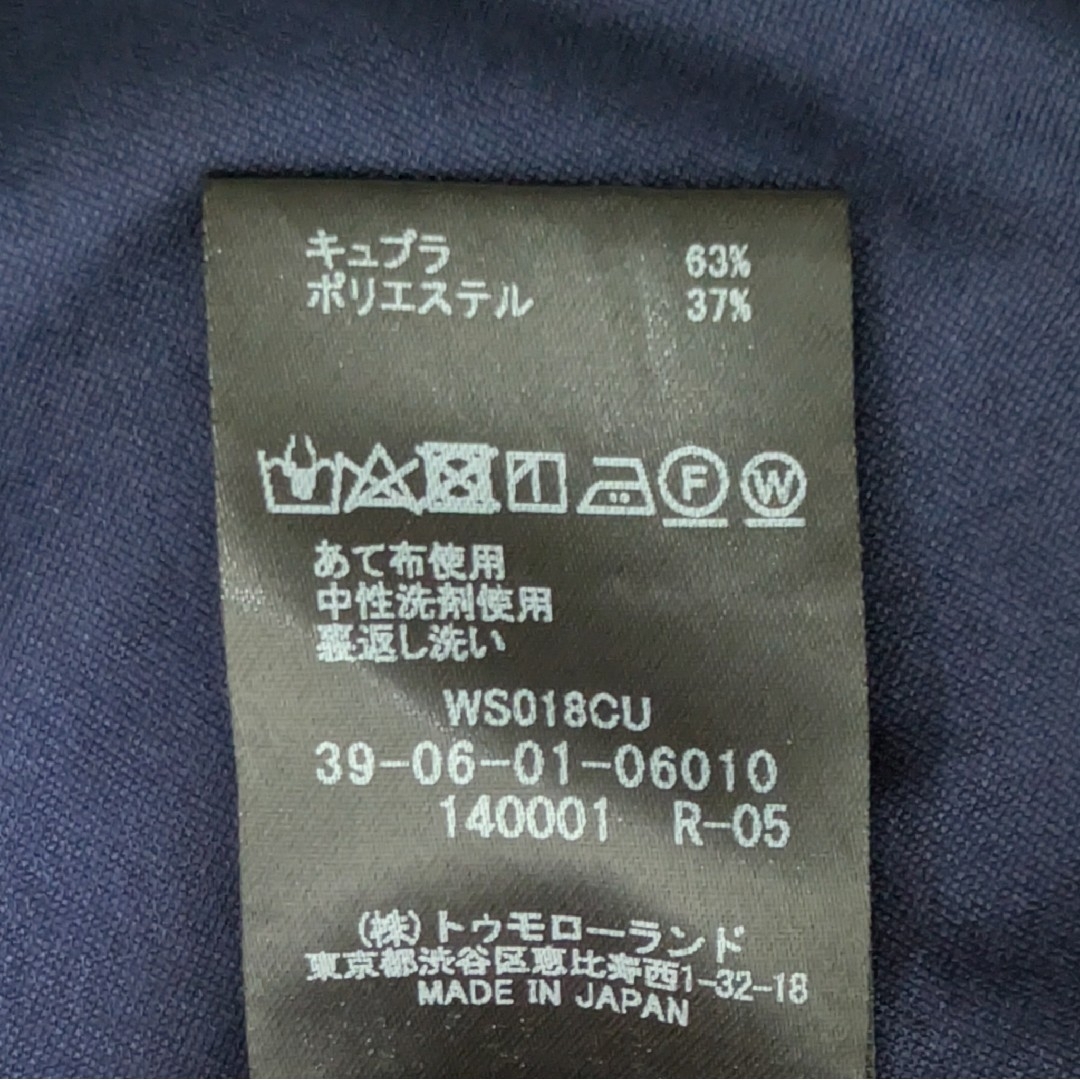 キュプラ 63%
ポリエステル 37%
F W
あて布使用
中性洗剤使用
裏返し洗い
WS018CU
39-06-01-06010
140001 R-05
(株)トゥモローランド
東京都渋谷区恵比寿西1-32-18
MADE IN JAPAN